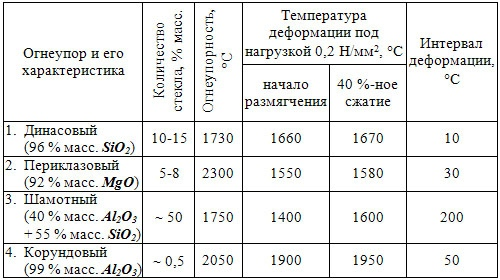 Огнеупор и его
характеристика
Количество
стекла, % масс.
Огнеупорность,
°С
Температура
деформации под
нагрузкой 0,2 Н/мм², °С
начало
размягчения
40 %-ное
сжатие
Интервал
деформации,
°С
1. Динасовый
(96 % масс. SiO₂)
10-15
1730
1660
1670
10
2. Периклазовый
(92 % масс. MgO)
5-8
2300
1550
1580
30
3. Шамотный
(40 % масс. Al₂O₃
+ 55 % масс. SiO₂)
~ 50
1750
1400
1600
200
4. Корундовый
(99 % масс. Al₂O₃)
~ 0,5
2050
1900
1950
50